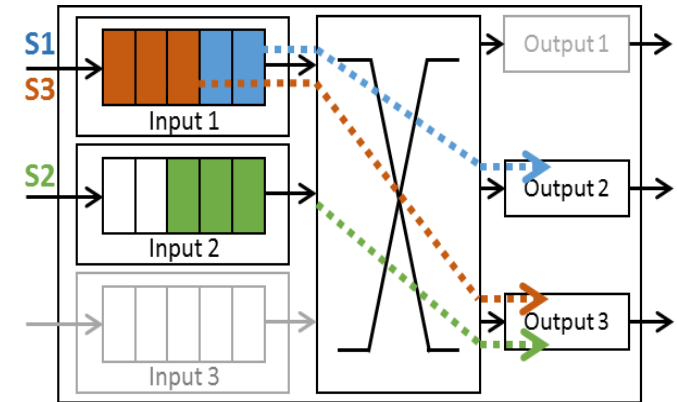 S1
S3
Input 1
S2
Input 2
Input 3
Output 1
Output 2
Output 3